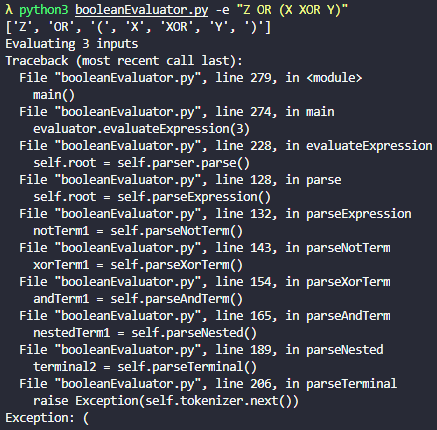 λ python3 booleanEvaluator.py -e "Z OR (X XOR Y)"
['Z', 'OR', '(', 'X', 'XOR', 'Y', ')']
Evaluating 3 inputs
Traceback (most recent call last):
  File "booleanEvaluator.py", line 279, in <module>
    main()
  File "booleanEvaluator.py", line 274, in main
    evaluator.evaluateExpression(3)
  File "booleanEvaluator.py", line 228, in evaluateExpression
    self.root = self.parser.parse()
  File "booleanEvaluator.py", line 128, in parse
    self.root = self.parseExpression()
  File "booleanEvaluator.py", line 132, in parseExpression
    notTerm1 = self.parseNotTerm()
  File "booleanEvaluator.py", line 143, in parseNotTerm
    xorTerm1 = self.parseXorTerm()
  File "booleanEvaluator.py", line 154, in parseXorTerm
    andTerm1 = self.parseAndTerm()
  File "booleanEvaluator.py", line 165, in parseAndTerm
    nestedTerm1 = self.parseNested()
  File "booleanEvaluator.py", line 189, in parseNested
    terminal2 = self.parseTerminal()
  File "booleanEvaluator.py", line 206, in parseTerminal
    raise Exception(self.tokenizer.next())
Exception: (